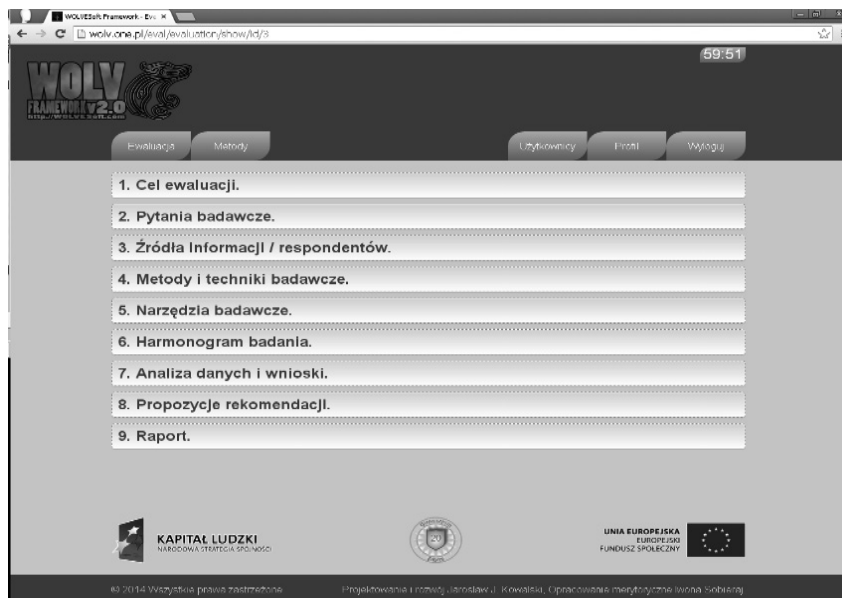 WOLVESoft Framework - Ev
wolv.one.pl/eval/evaluation/show/id/3
59:51
WOLV
FRAMEWORK v2.0
Ewaluacja
Metody
Użytkownicy
Profil
Wyloguj
1. Cel ewaluacji.
2. Pytania badawcze.
3. Źródła informacji / respondentów.
4. Metody i techniki badawcze.
5. Narzędzia badawcze.
6. Harmonogram badania.
7. Analiza danych i wnioski.
8. Propozycje rekomendacji.
9. Raport.
KAPITAŁ LUDZKI
NARODOWA STRATEGIA SPÓJNOŚCI
UNIA EUROPEJSKA
EUROPEJSKI
FUNDUSZ SPOŁECZNY
© 2014 Wszystkie prawa zastrzeżone
Projektowanie i rozwój Jarosław J. Kowalski, Opracowanie merytoryczne Iwona Sobieraj